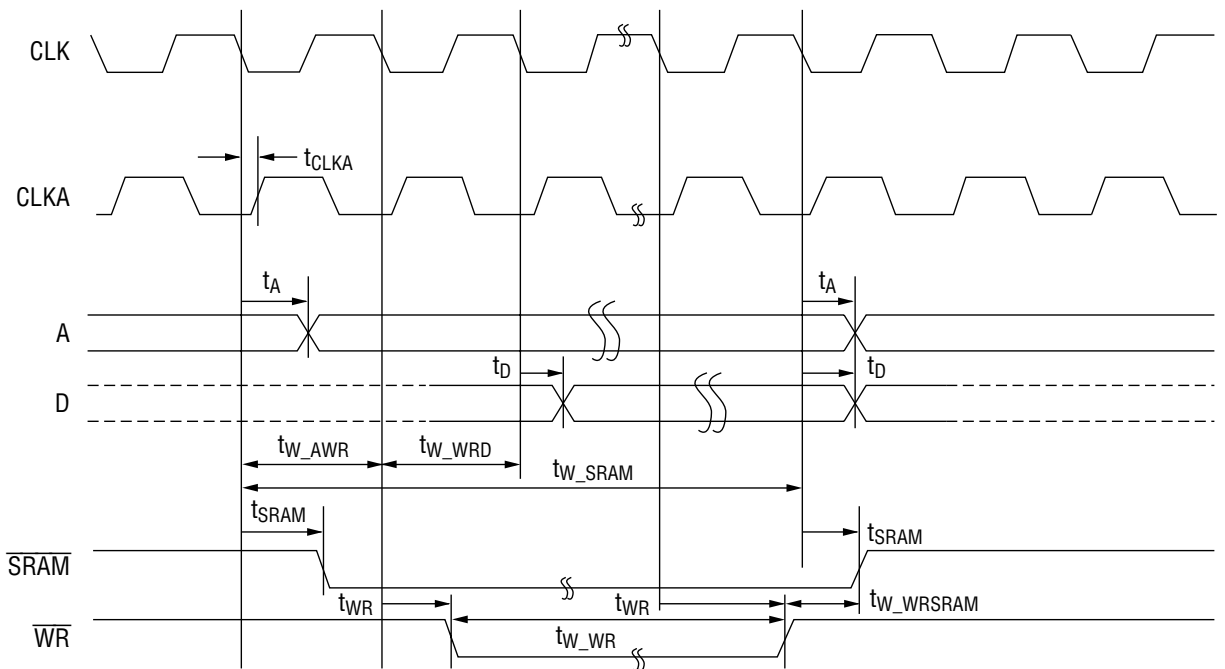 CLK
t_CLKA
CLKA
t_A t_A
A
t_D t_D
D
t_W_AWR t_W_WRD
t_W_SRAM
t_SRAM t_SRAM
SRAM
t_WR t_WR t_W_WRSRAM
WR t_W_WR